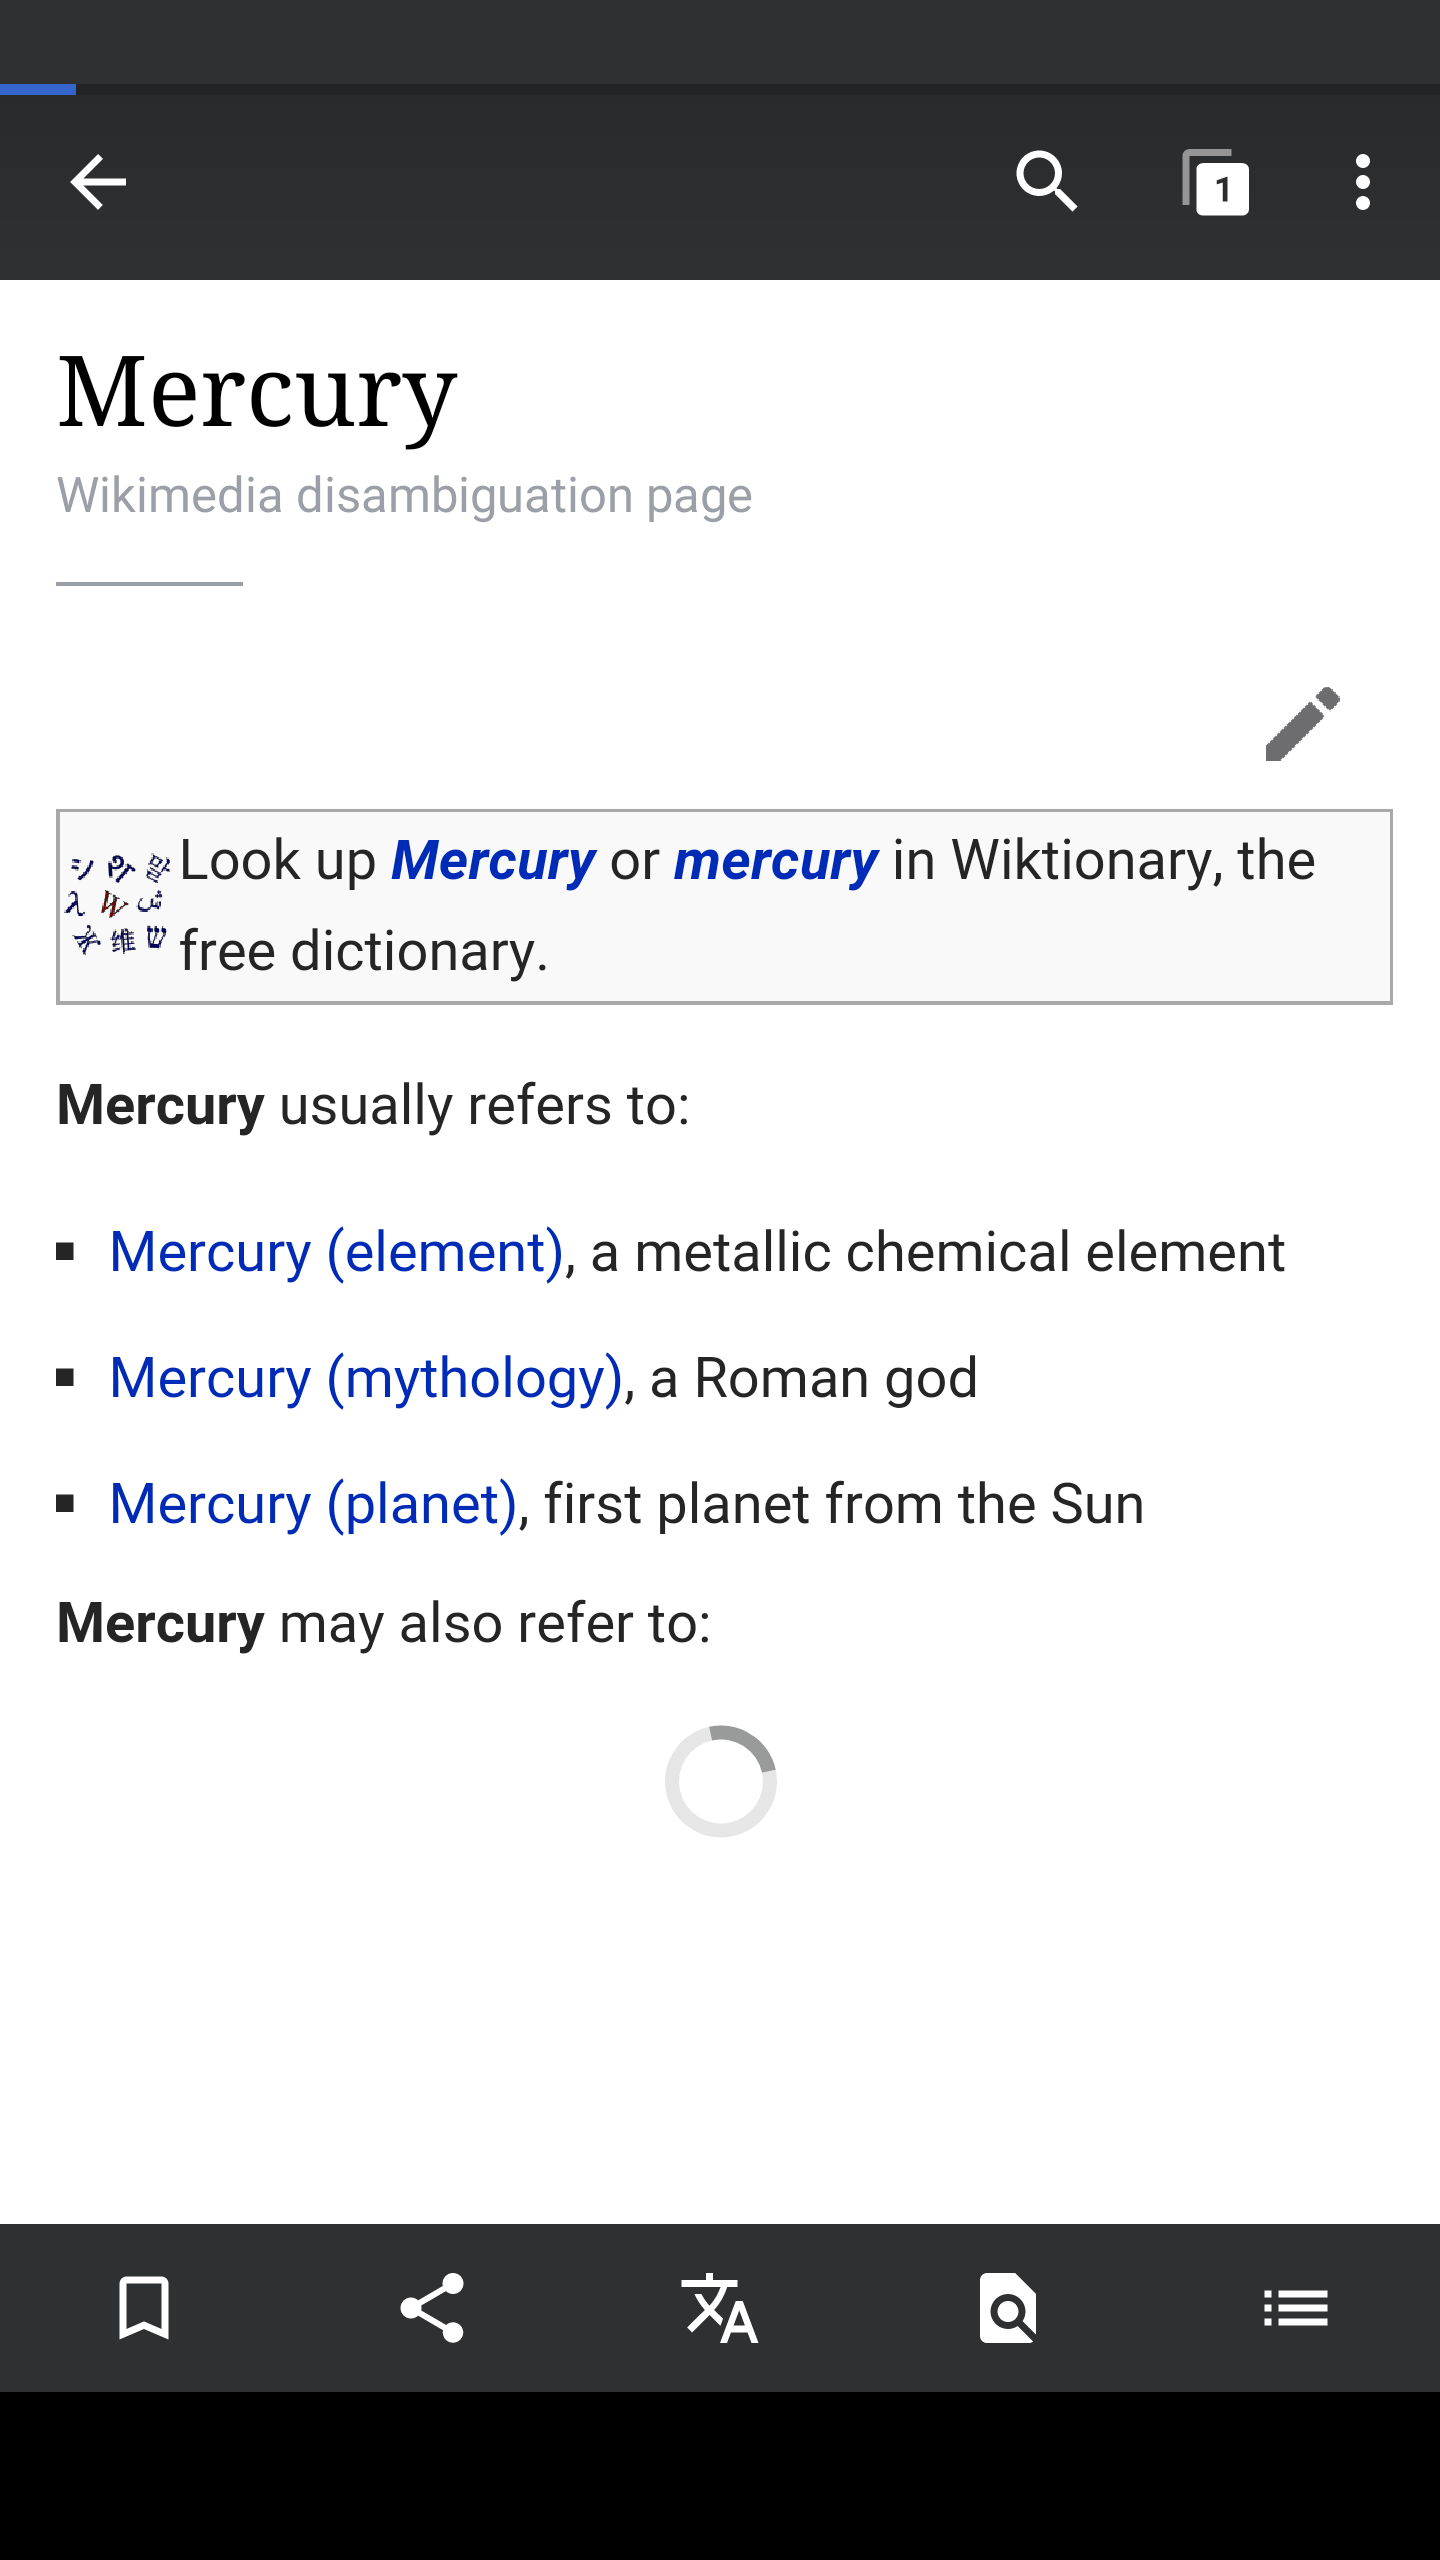 1
Mercury
Wikimedia disambiguation page
Look up Mercury or mercury in Wiktionary, the
free dictionary.
Mercury usually refers to:
Mercury (element), a metallic chemical element
Mercury (mythology), a Roman god
Mercury (planet), first planet from the Sun
Mercury may also refer to: